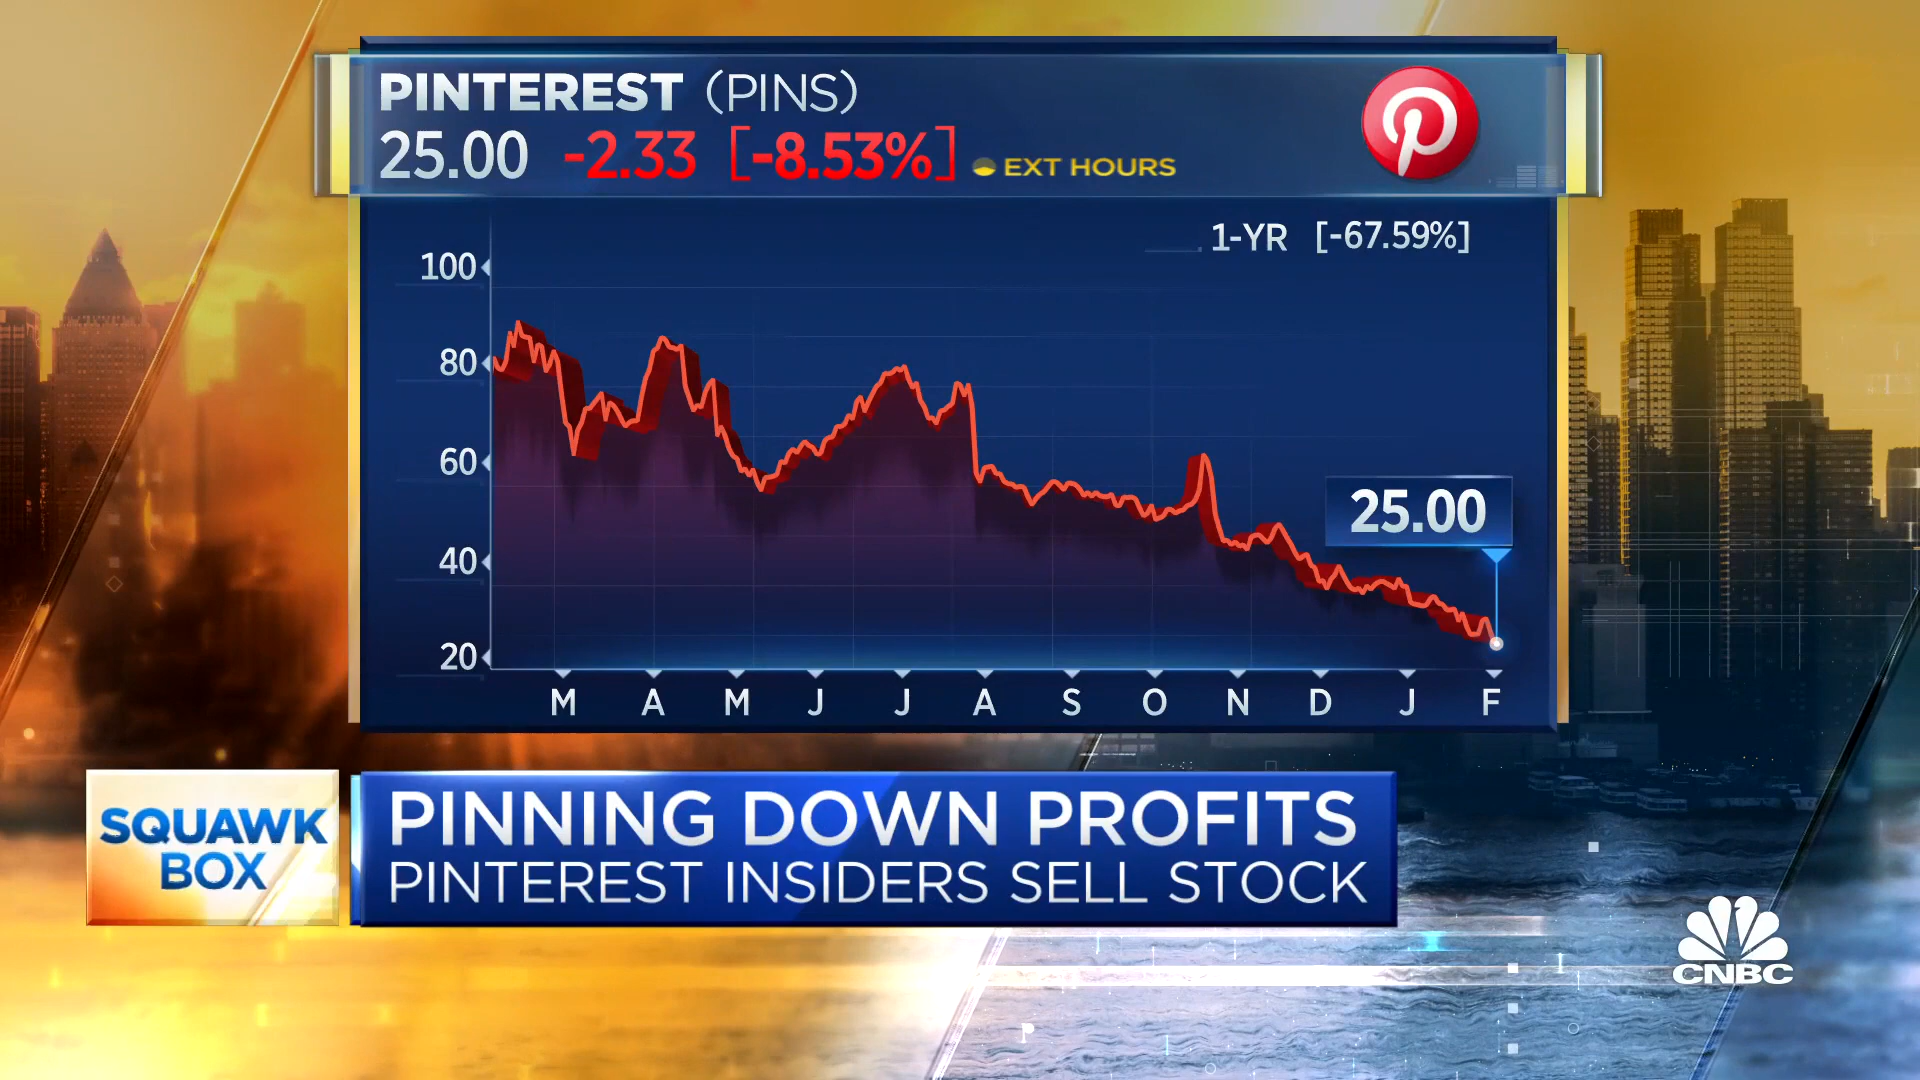 PINTEREST (PINS)
25.00 -2.33 [-8.53%] EXT HOURS
1-YR [-67.59%]
100
80
60
40
20
25.00
M A M J J A S O N D J F
SQUAWK
BOX
PINNING DOWN PROFITS
PINTEREST INSIDERS SELL STOCK
CNBC